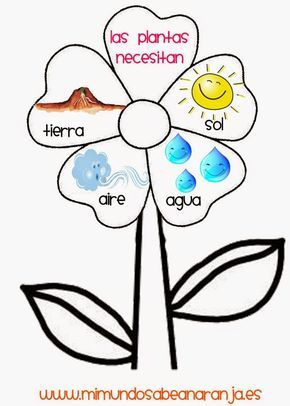 las plantas
necesitan
tierra
sol
aire
agua
www.mimundosabeanaranja.es